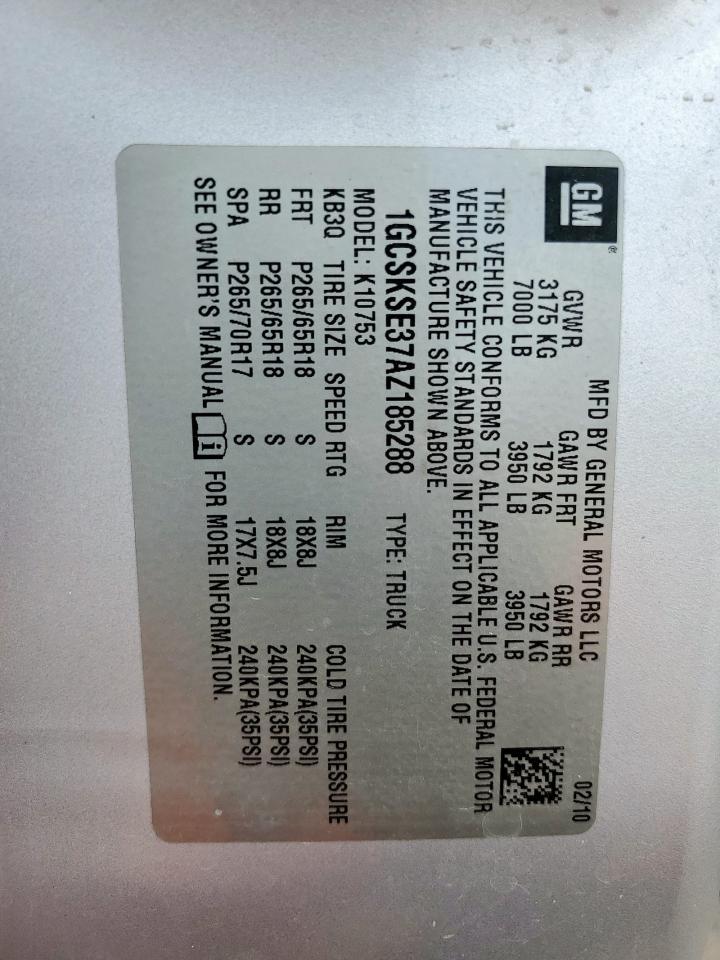 GM® MFD BY GENERAL MOTORS LLC 02/10
GVWR GAWR FRT GAWR RR
3175 KG 1792 KG 1792 KG
7000 LB 3950 LB 3950 LB
THIS VEHICLE CONFORMS TO ALL APPLICABLE U.S. FEDERAL MOTOR
VEHICLE SAFETY STANDARDS IN EFFECT ON THE DATE OF
MANUFACTURE SHOWN ABOVE.
1GCSKSE37AZ185288 TYPE: TRUCK
MODEL: K10753
KB3Q TIRE SIZE SPEED RTG RIM COLD TIRE PRESSURE
FRT P265/65R18 S 18X8J 240KPA(35PSI)
RR P265/65R18 S 18X8J 240KPA(35PSI)
SPA P265/70R17 S 17X7.5J 240KPA(35PSI)
SEE OWNER'S MANUAL i FOR MORE INFORMATION.